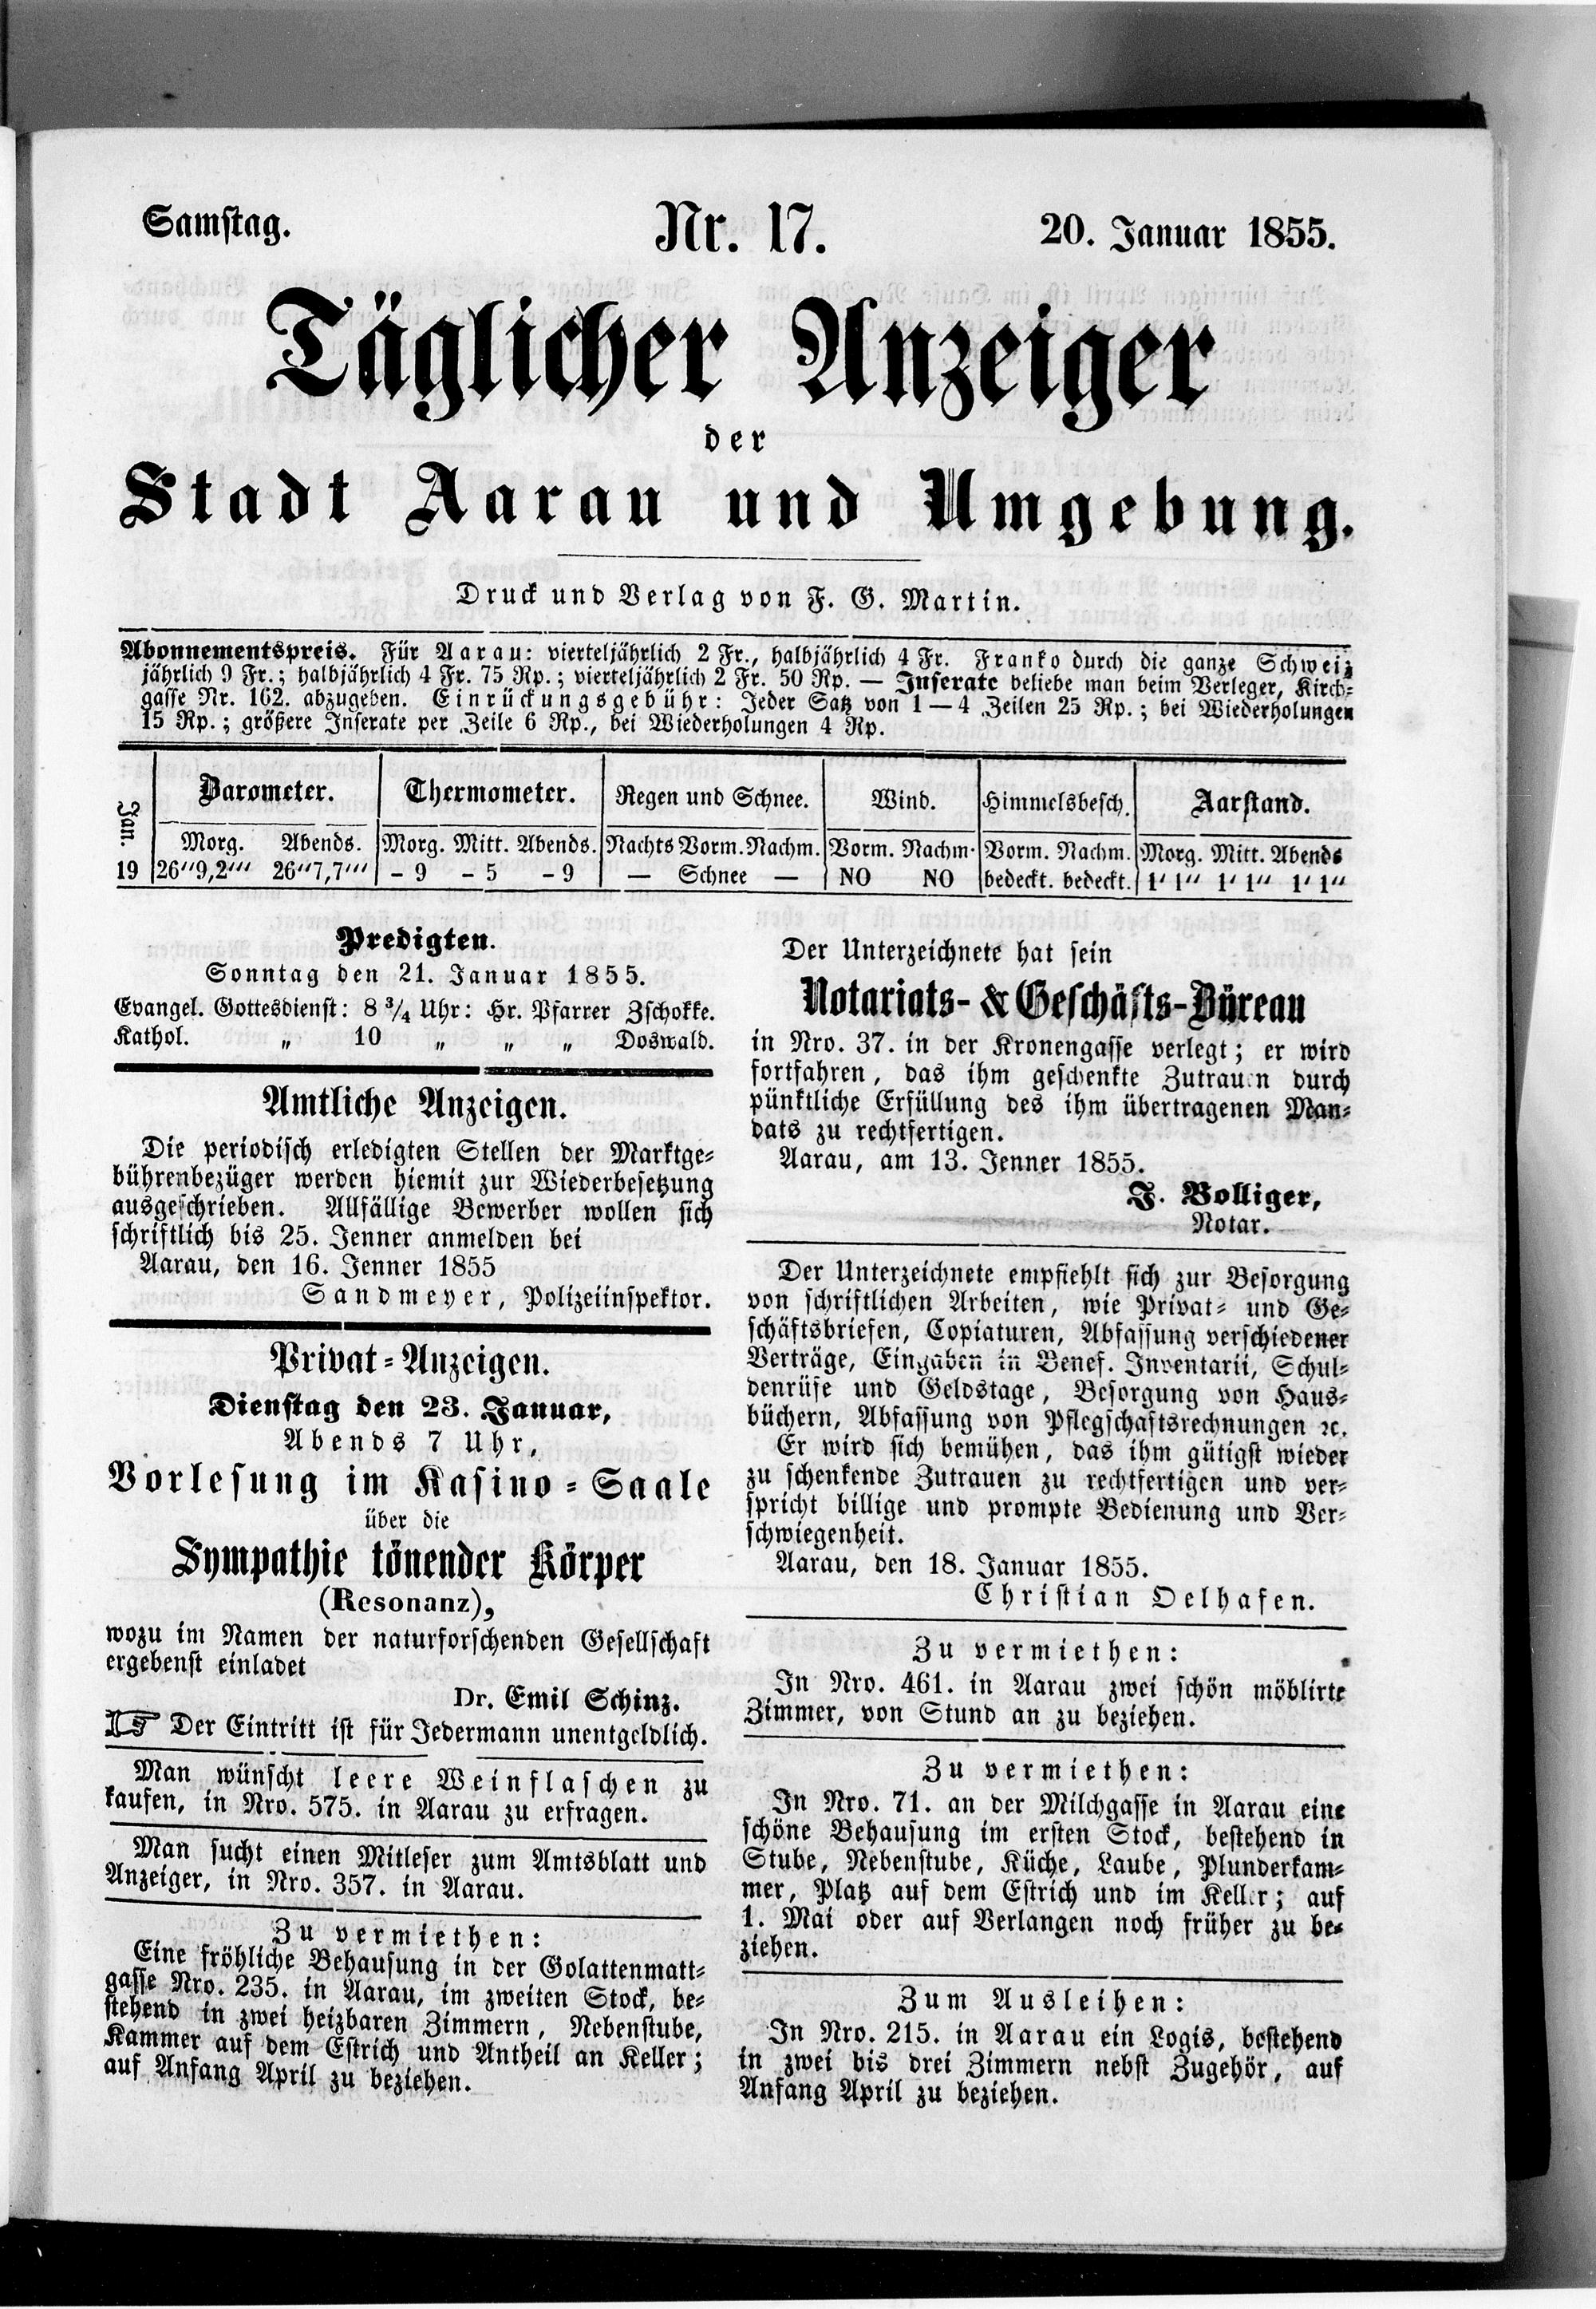 Samstag.
Nr. 17.
20. Januar 1855.
Täglicher Anzeiger
der
Stadt Aarau und Umgebung.
Druck und Verlag von F. G. Martin.
Abonnementspreis. Für Aarau: vierteljährlich 2 Fr., halbjährlich 4 Fr. Franko durch die ganze Schweiz
jährlich 9 Fr.; halbjährlich 4 Fr. 75 Rp.; vierteljährlich 2 Fr. 50 Rp. — Inserate beliebe man beim Verleger, Kirch-
gasse Nr. 162. abzugeben. Einrückungsgebühr: Jeder Satz von 1—4 Zeilen 25 Rp.; bei Wiederholungen
15 Rp.; größere Inserate per Zeile 6 Rp., bei Wiederholungen 4 Rp.
Jan. Barometer. Thermometer. Regen und Schnee. Wind. Himmelsbesch. Aarstand.
Morg. Abends. Morg. Mitt. Abends. Nachts Vorm. Nachm. Vorm. Nachm. Vorm. Nachm. Morg. Mitt. Abends
19 26"9,2"' 26"7,7"' – 9 – 5 – 9 — Schnee — NO NO bedeckt. bedeckt. 1' 1" 1' 1" 1' 1"
Predigten.
Sonntag den 21. Januar 1855.
Evangel. Gottesdienst: 8 3/4 Uhr: Hr. Pfarrer Zschokke.
Kathol. „ 10 „ „ „ Doswald.
Amtliche Anzeigen.
Die periodisch erledigten Stellen der Marktge-
bührenbezüger werden hiemit zur Wiederbesetzung
ausgeschrieben. Allfällige Bewerber wollen sich
schriftlich bis 25. Jenner anmelden bei
Aarau, den 16. Jenner 1855
Sandmeyer, Polizeiinspektor.
Privat-Anzeigen.
Dienstag den 23. Januar,
Abends 7 Uhr,
Vorlesung im Kasino-Saale
über die
Sympathie tönender Körper
(Resonanz),
wozu im Namen der naturforschenden Gesellschaft
ergebenst einladet
Dr. Emil Schinz.
☞ Der Eintritt ist für Jedermann unentgeldlich.
Man wünscht leere Weinflaschen zu
kaufen, in Nro. 575. in Aarau zu erfragen.
Man sucht einen Mitleser zum Amtsblatt und
Anzeiger, in Nro. 357. in Aarau.
Zu vermiethen:
Eine fröhliche Behausung in der Golattenmatt-
gasse Nro. 235. in Aarau, im zweiten Stock, be-
stehend in zwei heizbaren Zimmern, Nebenstube,
Kammer auf dem Estrich und Antheil an Keller;
auf Anfang April zu beziehen.
Der Unterzeichnete hat sein
Notariats- & Geschäfts-Büreau
in Nro. 37. in der Kronengasse verlegt; er wird
fortfahren, das ihm geschenkte Zutrauen durch
pünktliche Erfüllung des ihm übertragenen Man-
dats zu rechtfertigen.
Aarau, am 13. Jenner 1855.
J. Bolliger,
Notar.
Der Unterzeichnete empfiehlt sich zur Besorgung
von schriftlichen Arbeiten, wie Privat- und Ge-
schäftsbriefen, Copiaturen, Abfassung verschiedener
Verträge, Eingaben in Benef. Inventarii, Schul-
denrüfe und Geldstage, Besorgung von Haus-
büchern, Abfassung von Pflegschaftsrechnungen ꝛc.
Er wird sich bemühen, das ihm gütigst wieder
zu schenkende Zutrauen zu rechtfertigen und ver-
spricht billige und prompte Bedienung und Ver-
schwiegenheit.
Aarau, den 18. Januar 1855.
Christian Oelhafen.
Zu vermiethen:
In Nro. 461. in Aarau zwei schön möblirte
Zimmer, von Stund an zu beziehen.
Zu vermiethen:
In Nro. 71. an der Milchgasse in Aarau eine
schöne Behausung im ersten Stock, bestehend in
Stube, Nebenstube, Küche, Laube, Plunderkam-
mer, Platz auf dem Estrich und im Keller; auf
1. Mai oder auf Verlangen noch früher zu be-
ziehen.
Zum Ausleihen:
In Nro. 215. in Aarau ein Logis, bestehend
in zwei bis drei Zimmern nebst Zugehör, auf
Anfang April zu beziehen.